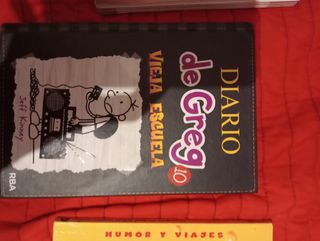 DIARIO
de Greg 10
VIEJA ESCUELA
Jeff Kinney
RBA
HUMOR Y VIAJES